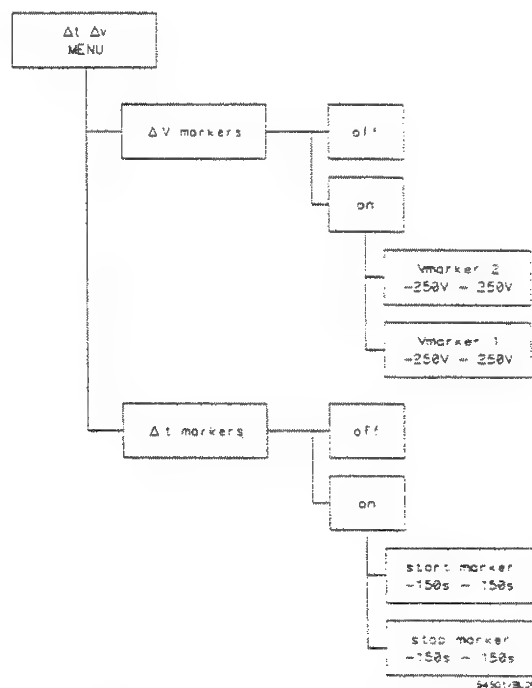 Δt Δv
MENU
ΔV markers
off
on
Vmarker 2
-250V - 250V
Vmarker 1
-250V - 250V
Δt markers
off
on
start marker
-150s - 150s
stop marker
-150s - 150s